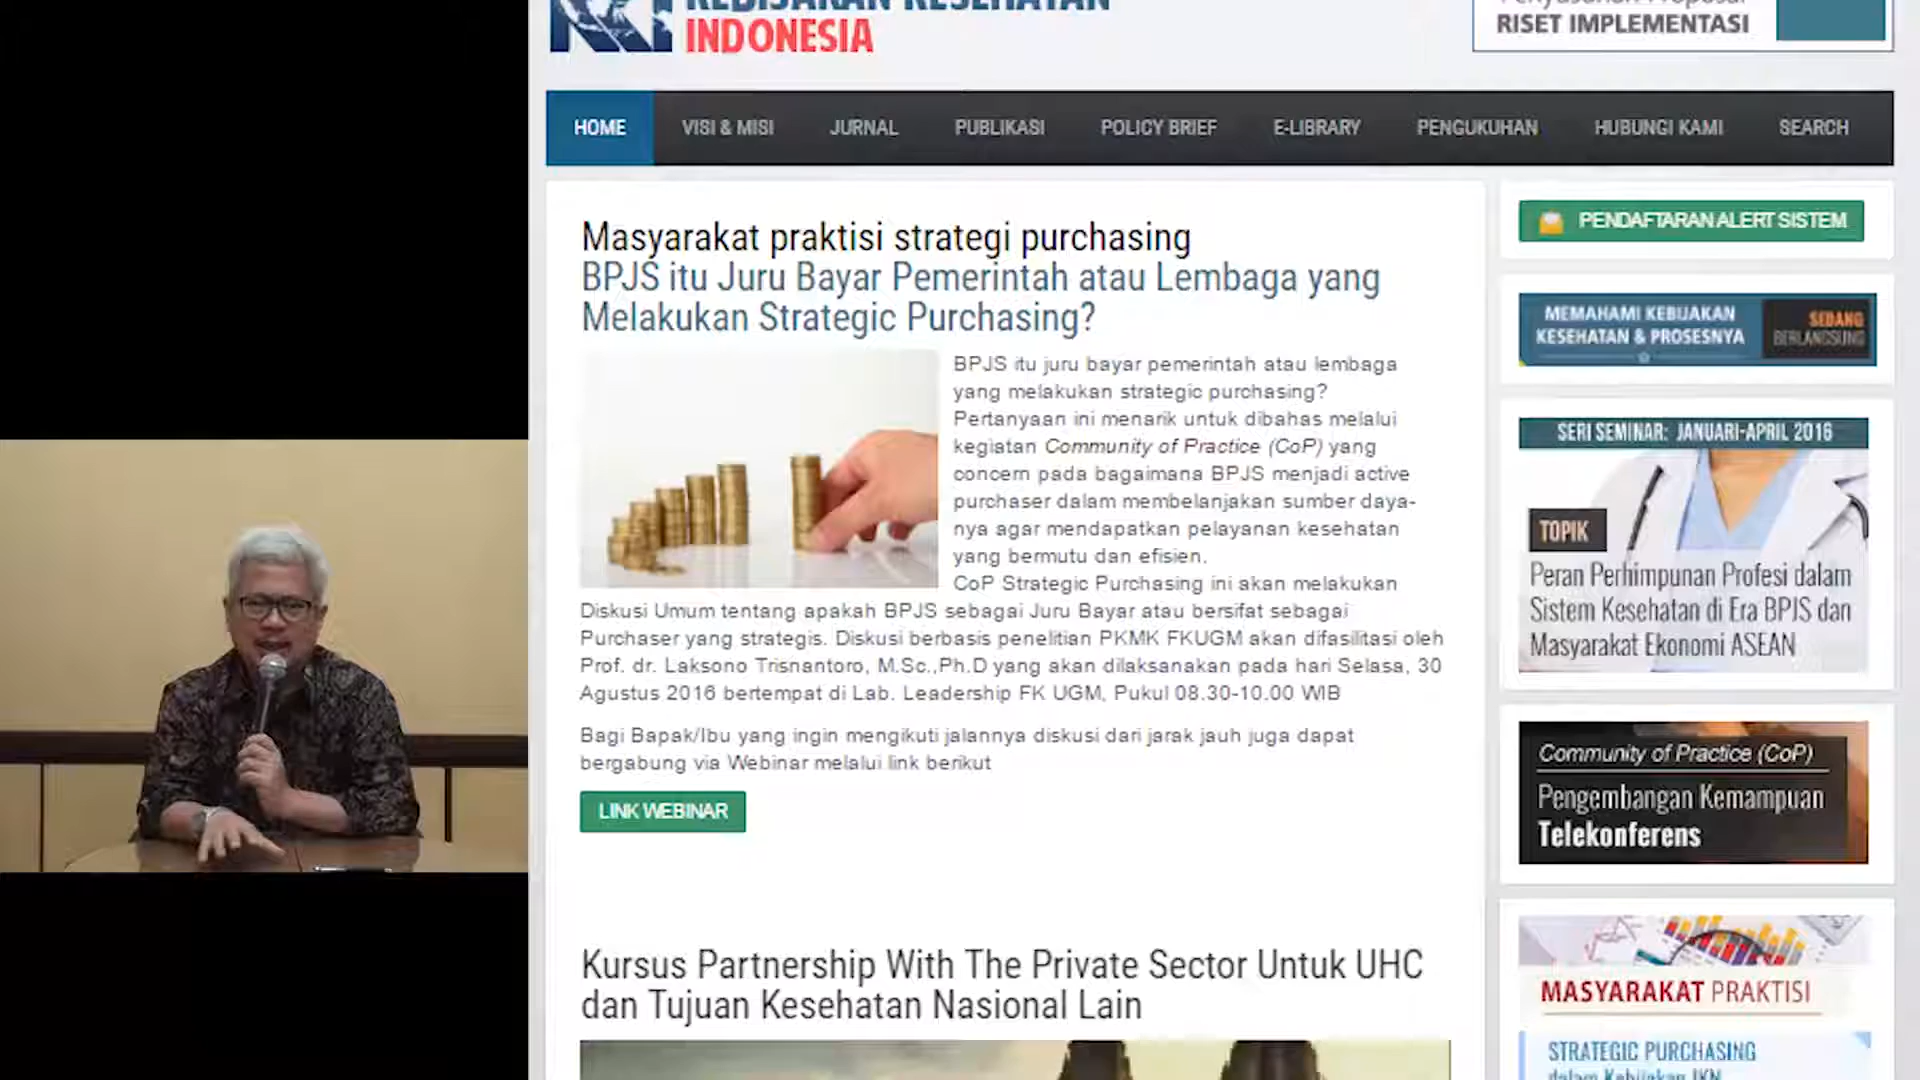 KEBIJAKAN KESEHATAN
INDONESIA
Penyusunan Proposal
RISET IMPLEMENTASI
HOME
VISI & MISI
JURNAL
PUBLIKASI
POLICY BRIEF
E-LIBRARY
PENGUKUHAN
HUBUNGI KAMI
SEARCH
Masyarakat praktisi strategi purchasing
BPJS itu Juru Bayar Pemerintah atau Lembaga yang
Melakukan Strategic Purchasing?
BPJS itu juru bayar pemerintah atau lembaga
yang melakukan strategic purchasing?
Pertanyaan ini menarik untuk dibahas melalui
kegiatan Community of Practice (CoP) yang
concern pada bagaimana BPJS menjadi active
purchaser dalam membelanjakan sumber daya-
nya agar mendapatkan pelayanan kesehatan
yang bermutu dan efisien.
CoP Strategic Purchasing ini akan melakukan
Diskusi Umum tentang apakah BPJS sebagai Juru Bayar atau bersifat sebagai
Purchaser yang strategis. Diskusi berbasis penelitian PKMK FKUGM akan difasilitasi oleh
Prof. dr. Laksono Trisnantoro, M.Sc.,Ph.D yang akan dilaksanakan pada hari Selasa, 30
Agustus 2016 bertempat di Lab. Leadership FK UGM, Pukul 08.30-10.00 WIB
Bagi Bapak/Ibu yang ingin mengikuti jalannya diskusi dari jarak jauh juga dapat
bergabung via Webinar melalui link berikut
LINK WEBINAR
Kursus Partnership With The Private Sector Untuk UHC
dan Tujuan Kesehatan Nasional Lain
PENDAFTARAN ALERT SISTEM
MEMAHAMI KEBIJAKAN
KESEHATAN & PROSESNYA
SEDANG
BERLANGSUNG
SERI SEMINAR: JANUARI-APRIL 2016
TOPIK
Peran Perhimpunan Profesi dalam
Sistem Kesehatan di Era BPJS dan
Masyarakat Ekonomi ASEAN
Community of Practice (CoP)
Pengembangan Kemampuan
Telekonferens
MASYARAKAT PRAKTISI
STRATEGIC PURCHASING
dalam Kebijakan JKN